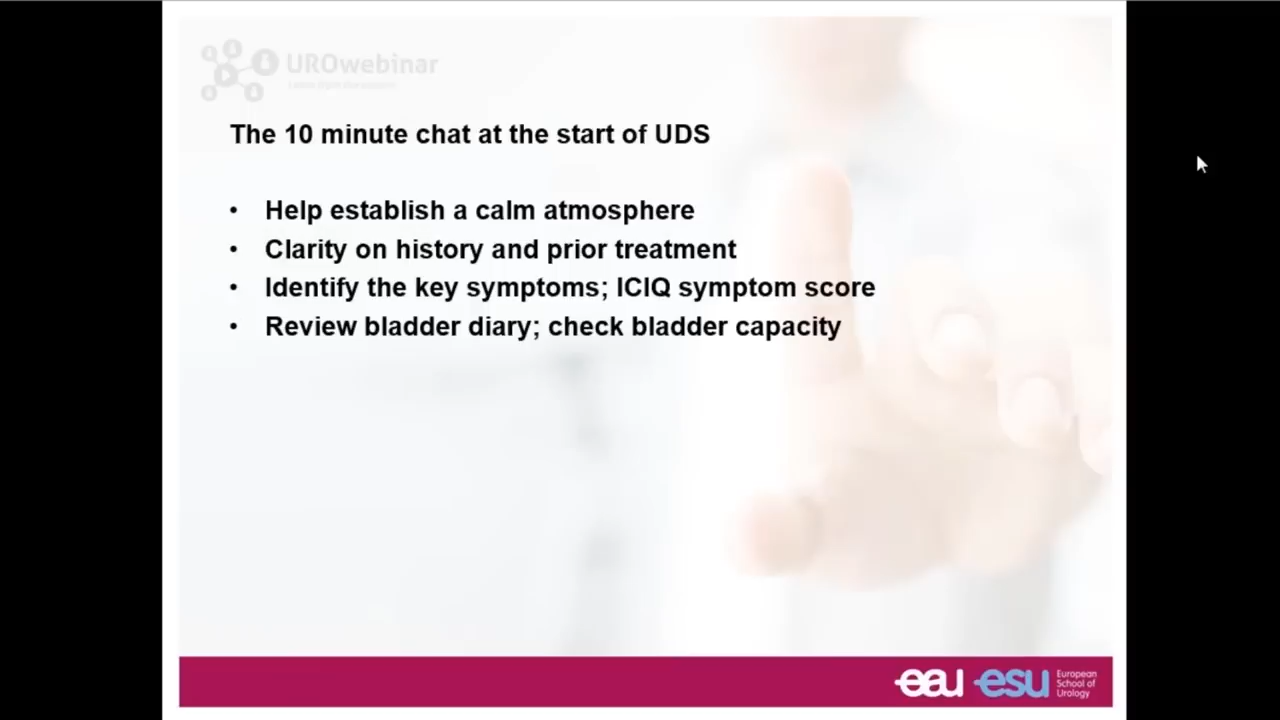 UROwebinar
The 10 minute chat at the start of UDS
• Help establish a calm atmosphere
• Clarity on history and prior treatment
• Identify the key symptoms; ICIQ symptom score
• Review bladder diary; check bladder capacity
eau esu European
School of
Urology